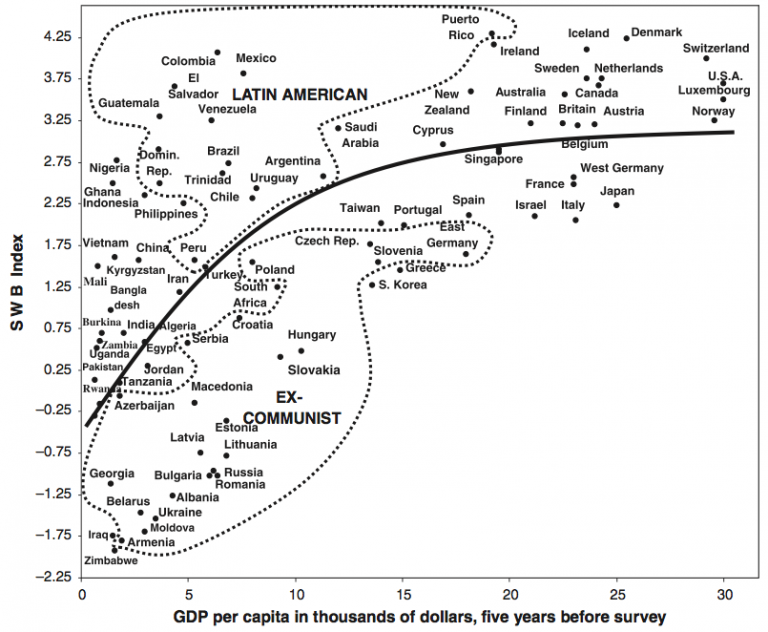 4.25
3.75
3.25
2.75
2.25
1.75
1.25
0.75
0.25
−0.25
−0.75
−1.25
−1.75
−2.25
SWB Index
0
5
10
15
20
25
30
GDP per capita in thousands of dollars, five years before survey
Puerto
Rico
Ireland
Iceland
Denmark
Switzerland
Colombia
Mexico
El
Salvador
LATIN AMERICAN
Sweden
Netherlands
Canada
U.S.A.
Luxembourg
Norway
Guatemala
Venezuela
New
Zealand
Australia
Finland
Britain
Austria
Belgium
Saudi
Arabia
Cyprus
Singapore
Domin.
Rep.
Brazil
Trinidad
Argentina
Uruguay
Chile
Nigeria
Ghana
Indonesia
Philippines
West Germany
France
Japan
Israel
Italy
Taiwan
Portugal
Spain
East
Germany
Czech Rep.
Slovenia
Greece
S. Korea
Vietnam
China
Peru
Kyrgyzstan
Turkey
Poland
Mali
Iran
South
Africa
Bangla
desh
Croatia
Burkina
India
Algeria
Zambia
Egypt
Serbia
Uganda
Hungary
Slovakia
Pakistan
Jordan
Rwanda
Tanzania
Azerbaijan
Macedonia
EX-
COMMUNIST
Estonia
Latvia
Lithuania
Georgia
Bulgaria
Russia
Romania
Belarus
Albania
Ukraine
Moldova
Iraq
Armenia
Zimbabwe